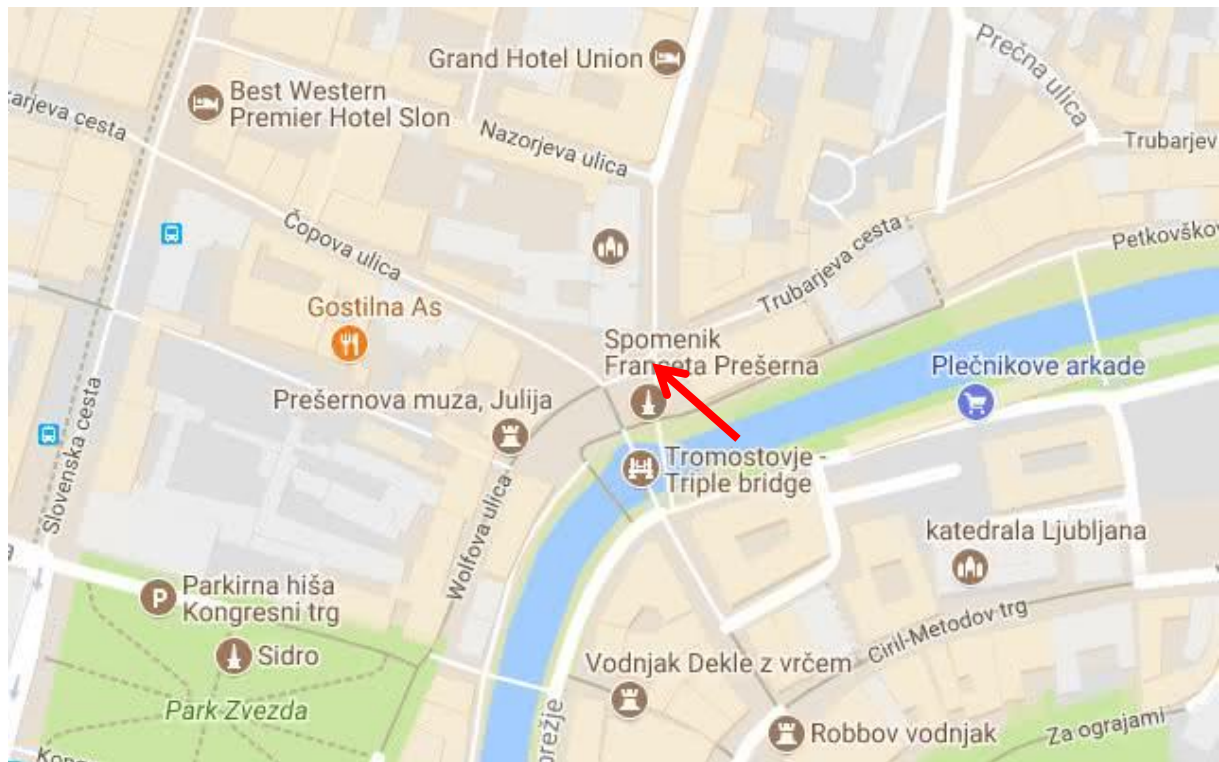 Grand Hotel Union
Prečna ulica
Best Western
Premier Hotel Slon
Nazorjeva ulica
Trubarjev
arjeva cesta
Čopova ulica
Trubarjeva cesta
Petkovškov
Gostilna As
Spomenik
Franceta Prešerna
Plečnikove arkade
Prešernova muza, Julija
Slovenska cesta
Tromostovje -
Triple bridge
Wolfova ulica
katedrala Ljubljana
P
Parkirna hiša
Kongresni trg
Ciril-Metodov trg
Sidro
Vodnjak Dekle z vrčem
Park Zvezda
režje
Robbov vodnjak
Za ograjami